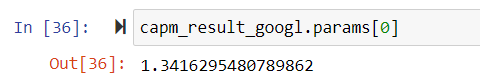 In [36]: capm_result_googl.params[0]
Out[36]: 1.3416295480789862